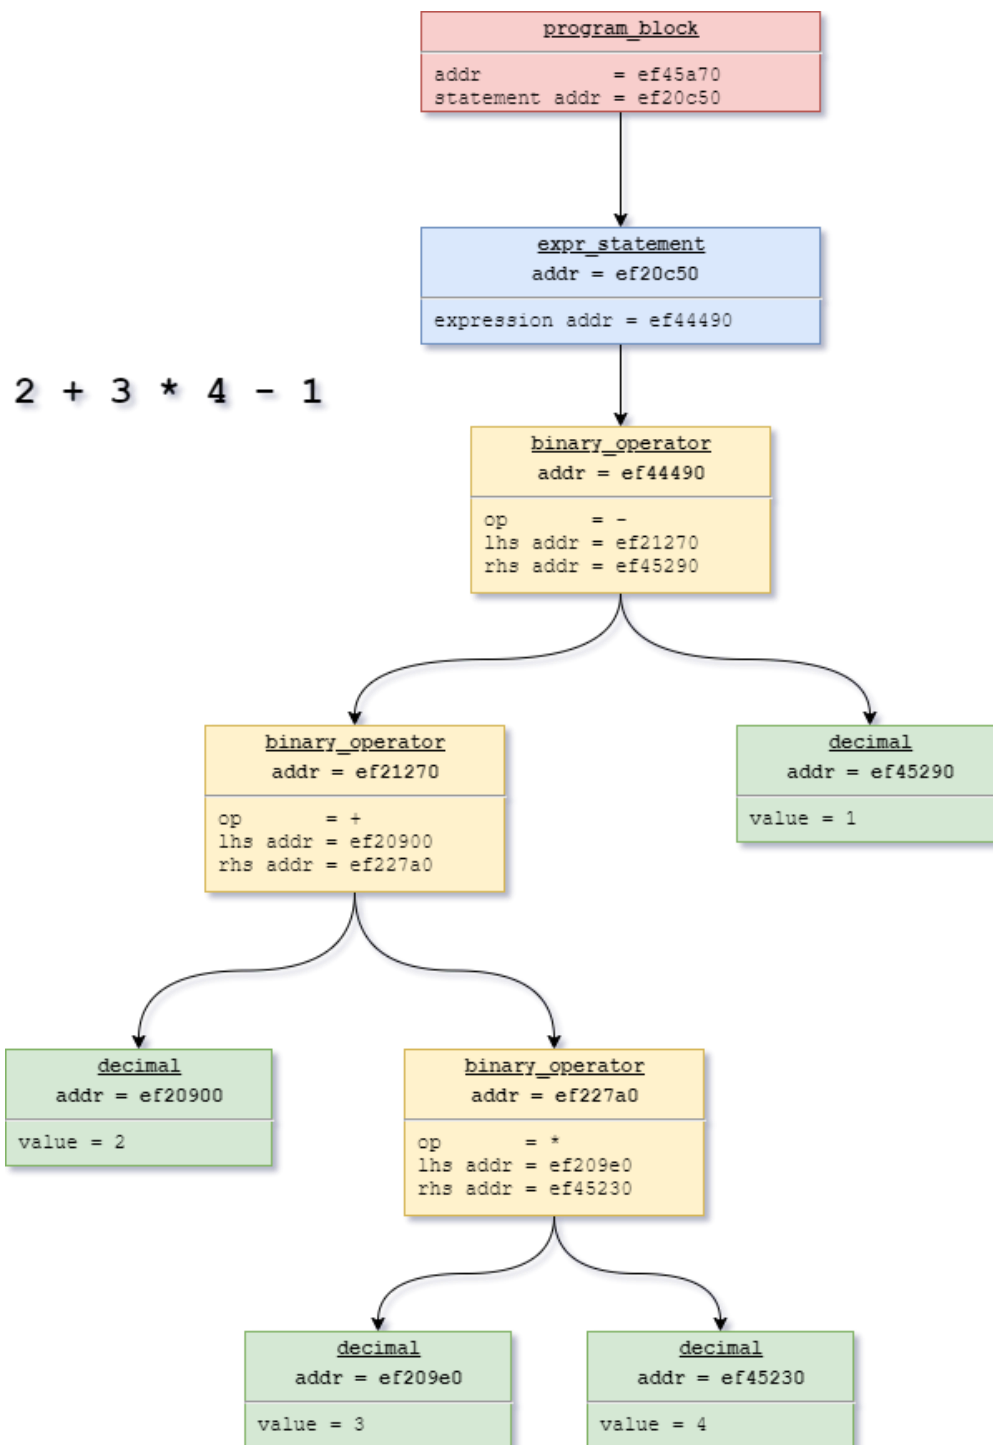 program_block
addr           = ef45a70
statement addr = ef20c50
expr_statement
addr = ef20c50
expression addr = ef44490
2 + 3 * 4 - 1
binary_operator
addr = ef44490
op       = -
lhs addr = ef21270
rhs addr = ef45290
binary_operator
addr = ef21270
op       = +
lhs addr = ef20900
rhs addr = ef227a0
decimal
addr = ef45290
value = 1
decimal
addr = ef20900
value = 2
binary_operator
addr = ef227a0
op       = *
lhs addr = ef209e0
rhs addr = ef45230
decimal
addr = ef209e0
value = 3
decimal
addr = ef45230
value = 4